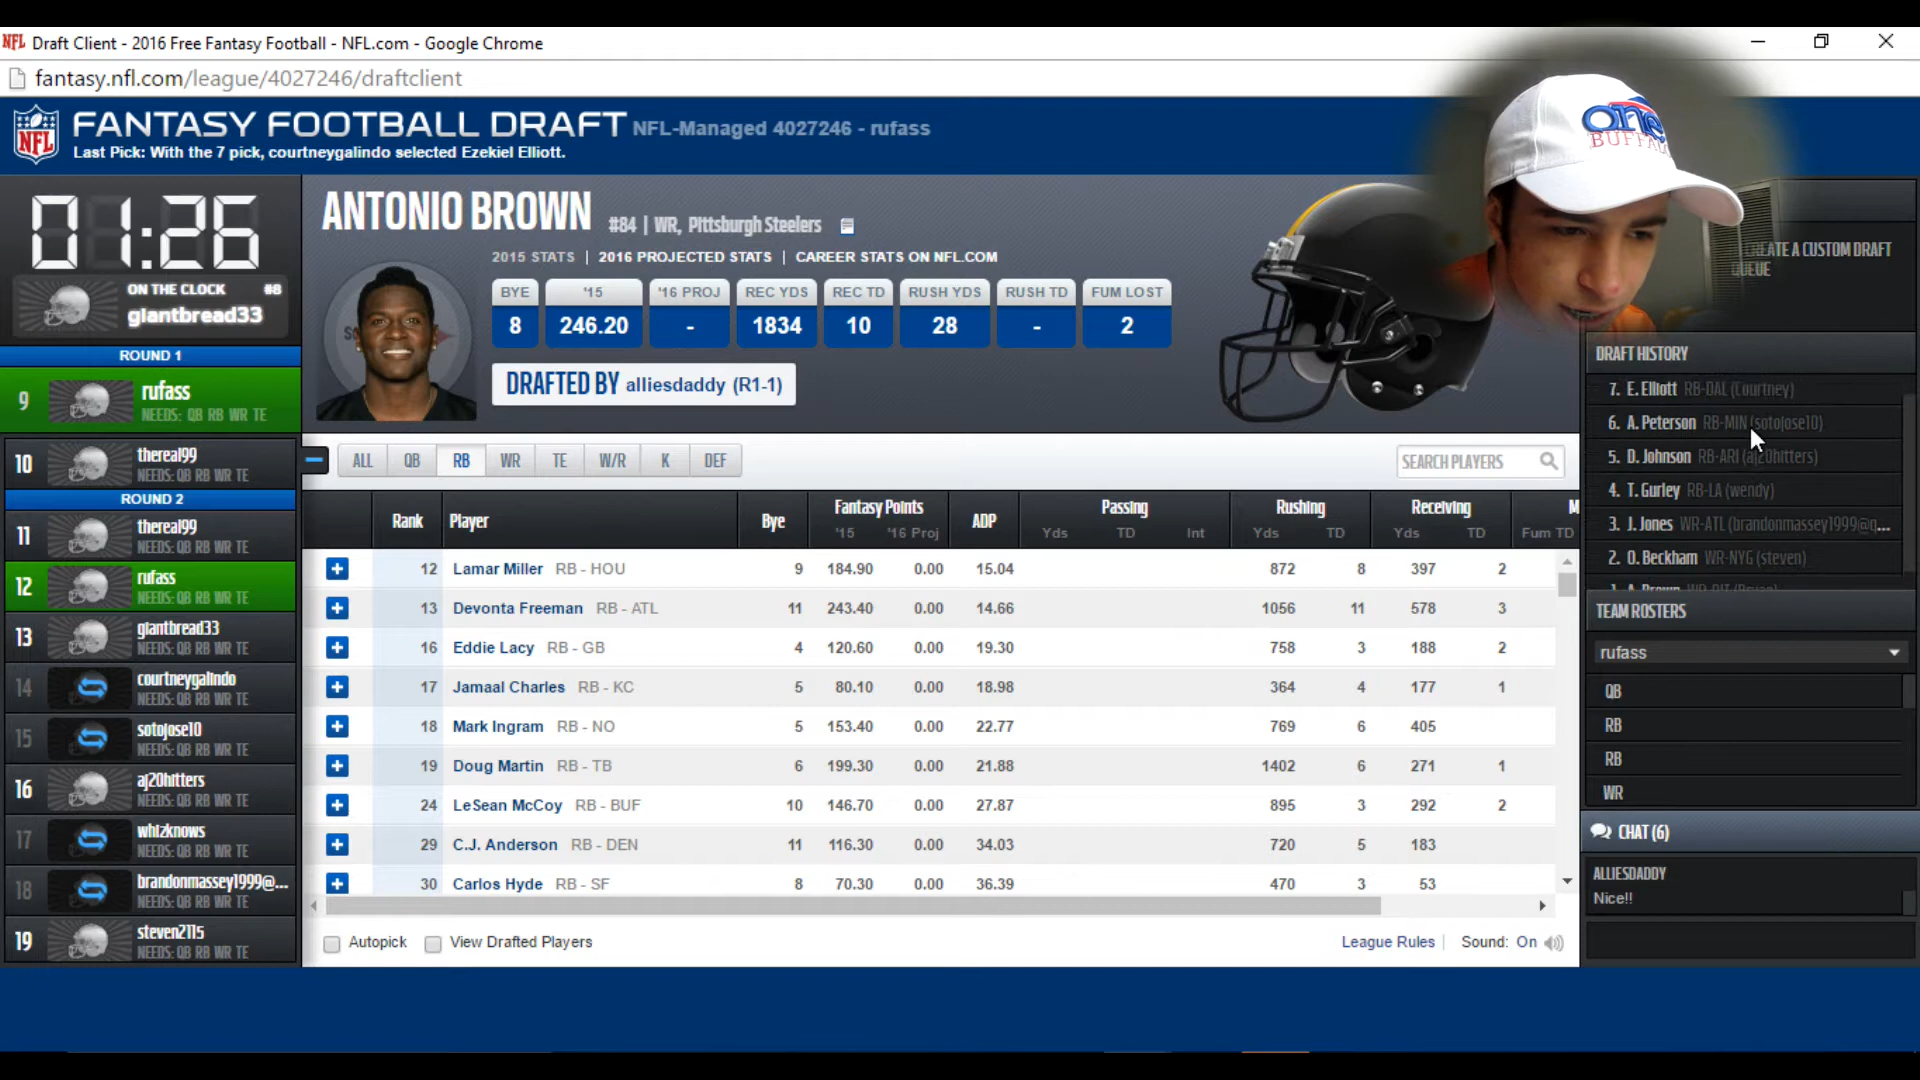 Draft Client - 2016 Free Fantasy Football - NFL.com - Google Chrome
fantasy.nfl.com/league/4027246/draftclient
NFL
FANTASY FOOTBALL DRAFT NFL-Managed 4027246 - rufass
Last Pick: With the 7 pick, courtneygalindo selected Ezekiel Elliott.
one
BUFFALO
01:26
ON THE CLOCK #8
giantbread33
ROUND 1
9 rufass
NEEDS: QB RB WR TE
10 thereal99
NEEDS: QB RB WR TE
ROUND 2
11 thereal99
NEEDS: QB RB WR TE
12 rufass
NEEDS: QB RB WR TE
13 giantbread33
NEEDS: QB RB WR TE
14 courtneygalindo
NEEDS: QB RB WR TE
15 sotojose10
NEEDS: QB RB WR TE
16 aj20hitters
NEEDS: QB RB WR TE
17 whizknows
NEEDS: QB RB WR TE
18 brandonmassey1999@...
NEEDS: QB RB WR TE
19 steven2115
NEEDS: QB RB WR TE
ANTONIO BROWN #84 | WR, Pittsburgh Steelers
2015 STATS | 2016 PROJECTED STATS | CAREER STATS ON NFL.COM
BYE '15 '16 PROJ REC YDS REC TD RUSH YDS RUSH TD FUM LOST
8 246.20 - 1834 10 28 - 2
DRAFTED BY alliesdaddy (R1-1)
ALL QB RB WR TE W/R K DEF
SEARCH PLAYERS
Rank Player Bye Fantasy Points ADP Passing Rushing Receiving M
'15 '16 Proj Yds TD Int Yds TD Yds TD Fum TD
12 Lamar Miller RB - HOU 9 184.90 0.00 15.04 872 8 397 2
13 Devonta Freeman RB - ATL 11 243.40 0.00 14.66 1056 11 578 3
16 Eddie Lacy RB - GB 4 120.60 0.00 19.30 758 3 188 2
17 Jamaal Charles RB - KC 5 80.10 0.00 18.98 364 4 177 1
18 Mark Ingram RB - NO 5 153.40 0.00 22.77 769 6 405
19 Doug Martin RB - TB 6 199.30 0.00 21.88 1402 6 271 1
24 LeSean McCoy RB - BUF 10 146.70 0.00 27.87 895 3 292 2
29 C.J. Anderson RB - DEN 11 116.30 0.00 34.03 720 5 183
30 Carlos Hyde RB - SF 8 70.30 0.00 36.39 470 3 53
Autopick View Drafted Players League Rules Sound: On
CREATE A CUSTOM DRAFT
QUEUE
DRAFT HISTORY
7. E. Elliott RB-DAL (Courtney)
6. A. Peterson RB-MIN (sotojose10)
5. D. Johnson RB-ARI (aj20hitters)
4. T. Gurley RB-LA (wendy)
3. J. Jones WR-ATL (brandonmassey1999@q...
2. O. Beckham WR-NYG (steven)
1. A. Brown WR-PIT (Bryan)
TEAM ROSTERS
rufass
QB
RB
RB
WR
CHAT (6)
ALLIESDADDY
Nice!!